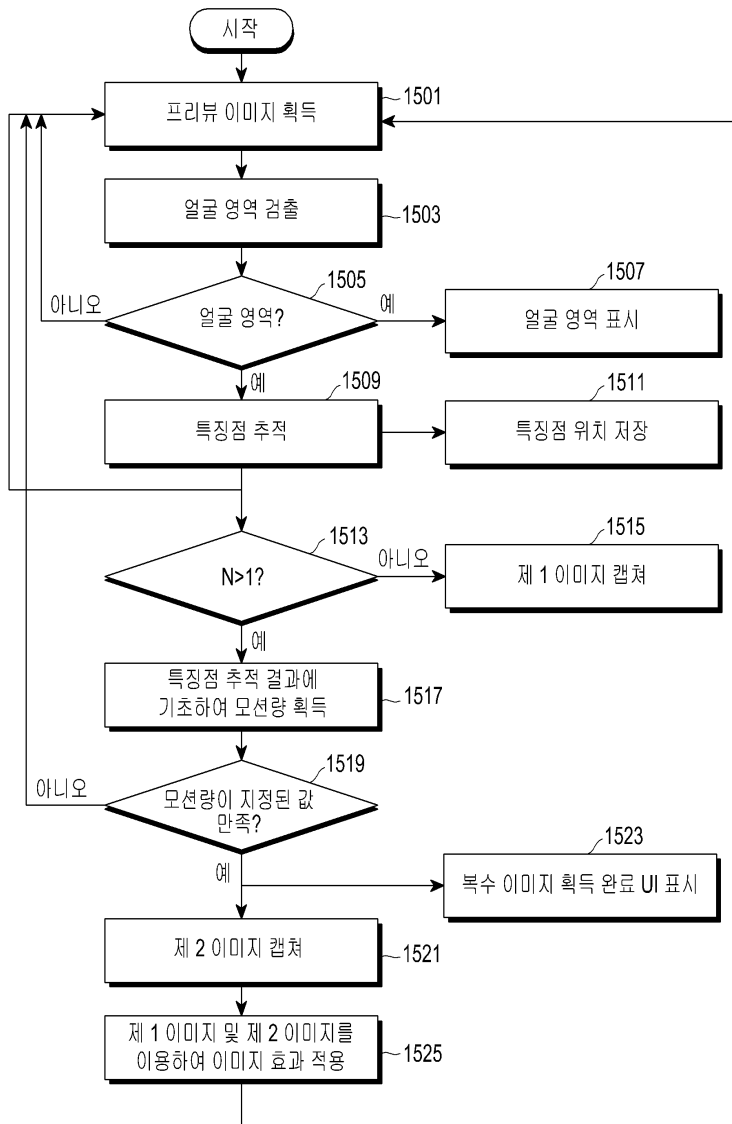 시작
프리뷰 이미지 획득
1501
얼굴 영역 검출
1503
1505
얼굴 영역?
아니오
예
1507
얼굴 영역 표시
예
1509
특징점 추적
1511
특징점 위치 저장
1513
N>1?
아니오
1515
제 1 이미지 캡쳐
예
특징점 추적 결과에
기초하여 모션량 획득
1517
1519
아니오
모션량이 지정된 값
만족?
예
1523
복수 이미지 획득 완료 UI 표시
제 2 이미지 캡쳐
1521
제 1 이미지 및 제 2 이미지를
이용하여 이미지 효과 적용
1525